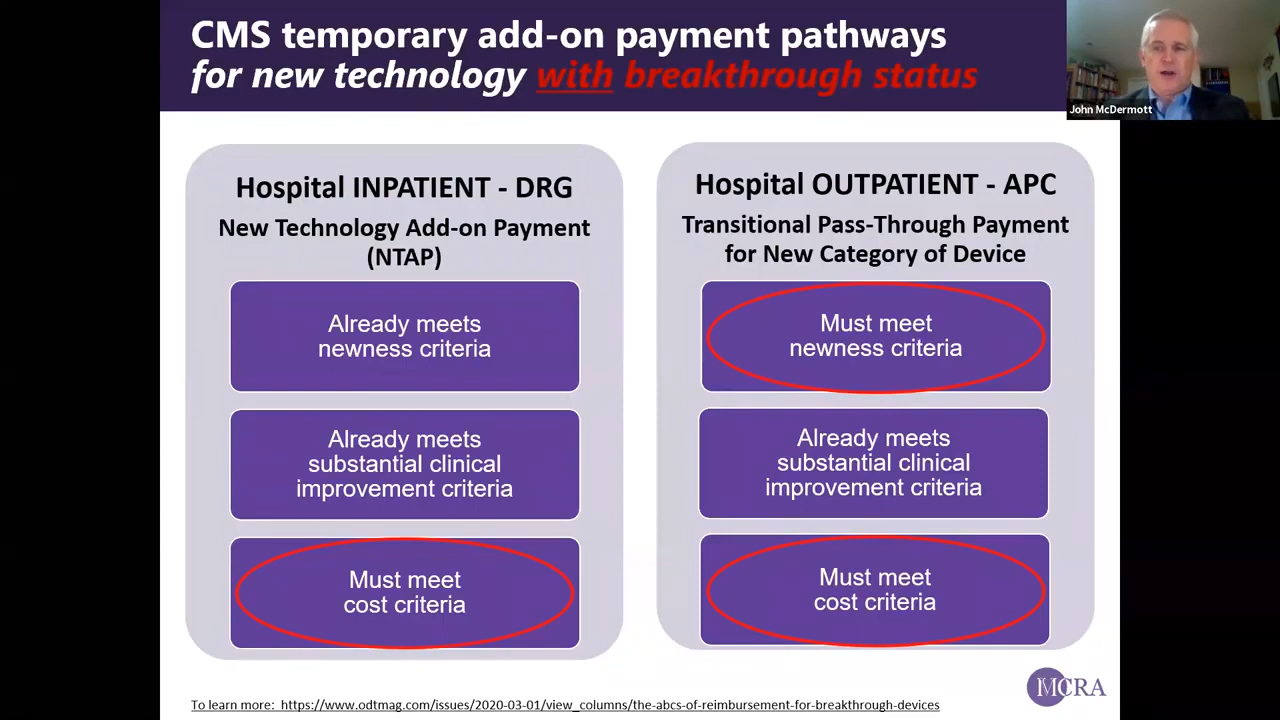 CMS temporary add-on payment pathways
for new technology with breakthrough status
John McDermott
Hospital INPATIENT - DRG
New Technology Add-on Payment
(NTAP)
Already meets
newness criteria
Already meets
substantial clinical
improvement criteria
Must meet
cost criteria
Hospital OUTPATIENT - APC
Transitional Pass-Through Payment
for New Category of Device
Must meet
newness criteria
Already meets
substantial clinical
improvement criteria
Must meet
cost criteria
MCRA
To learn more: https://www.odtmag.com/issues/2020-03-01/view_columns/the-abcs-of-reimbursement-for-breakthrough-devices